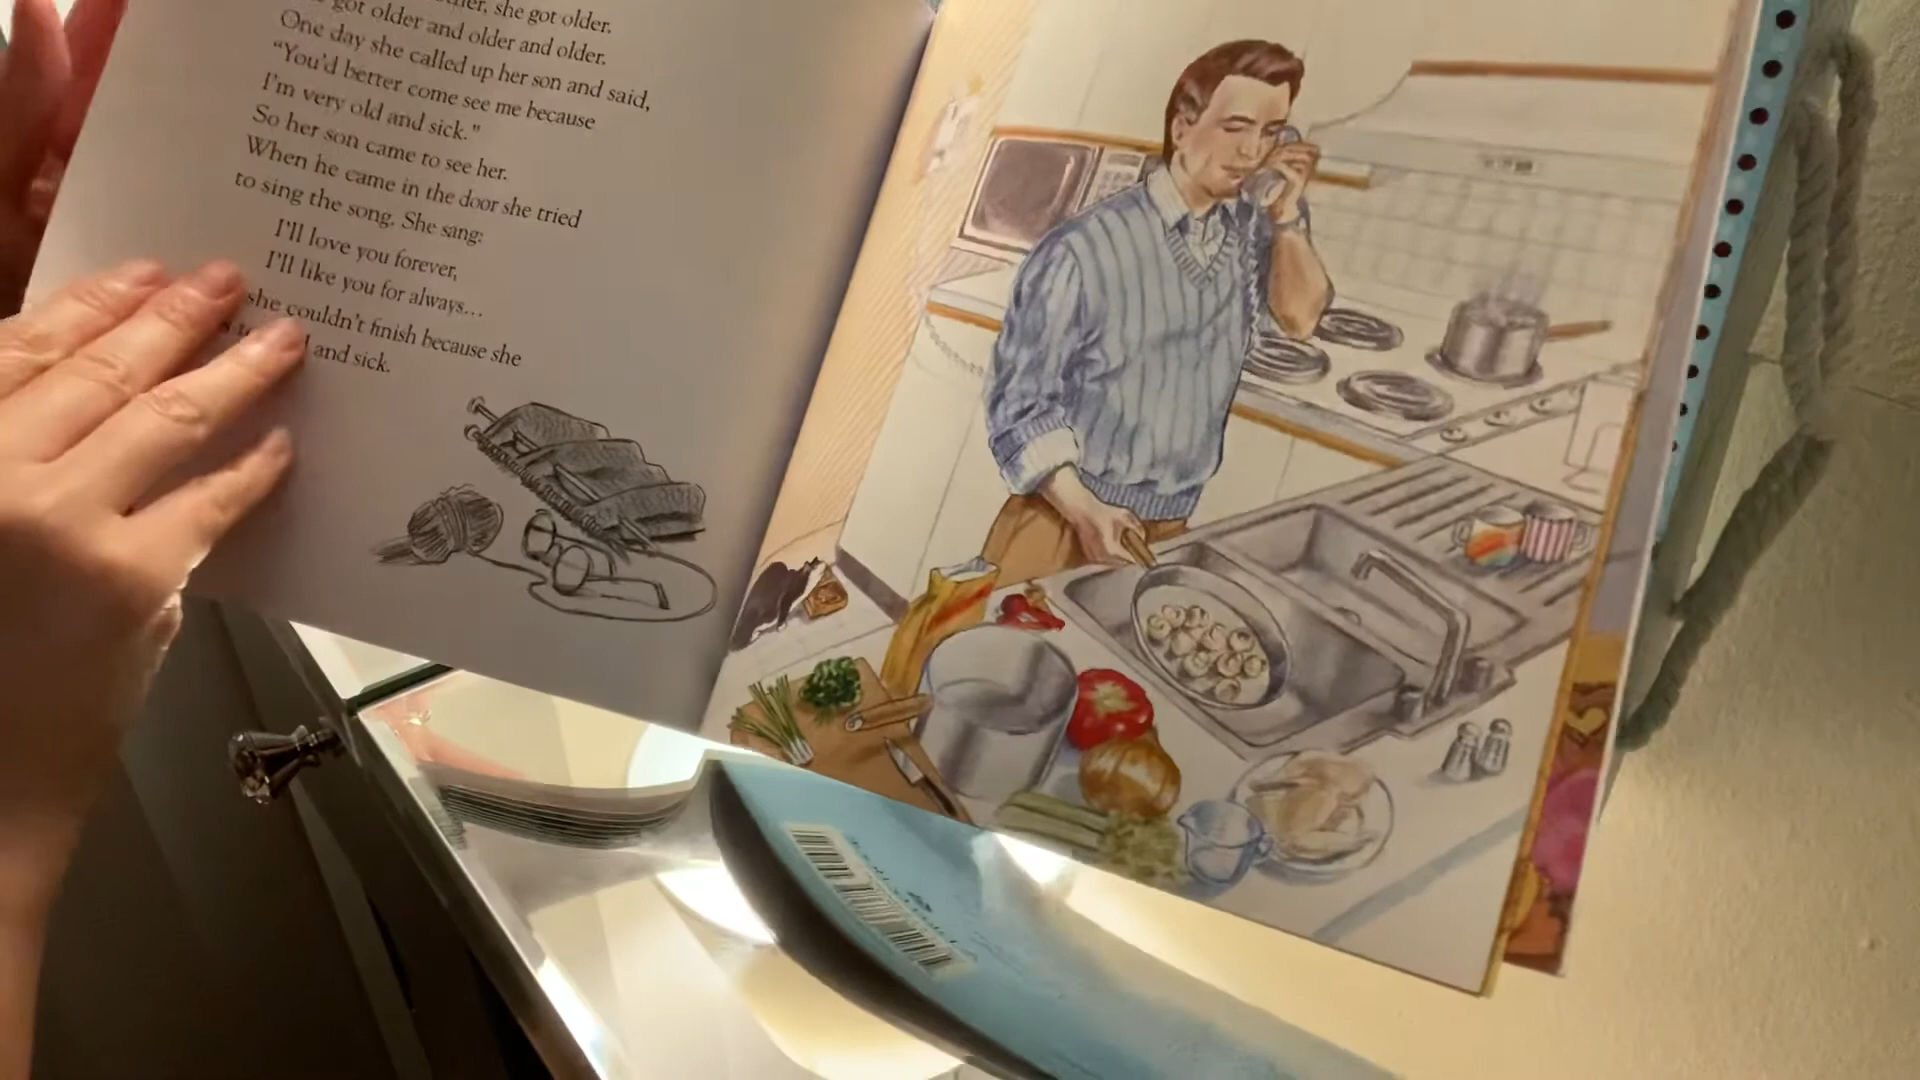 she got older.
got older and older and older.
One day she called up her son and said,
“You’d better come see me because
I’m very old and sick.”
So her son came to see her.
When he came in the door she tried
to sing the song. She sang:
I’ll love you forever,
I’ll like you for always...
she couldn’t finish because she
and sick.